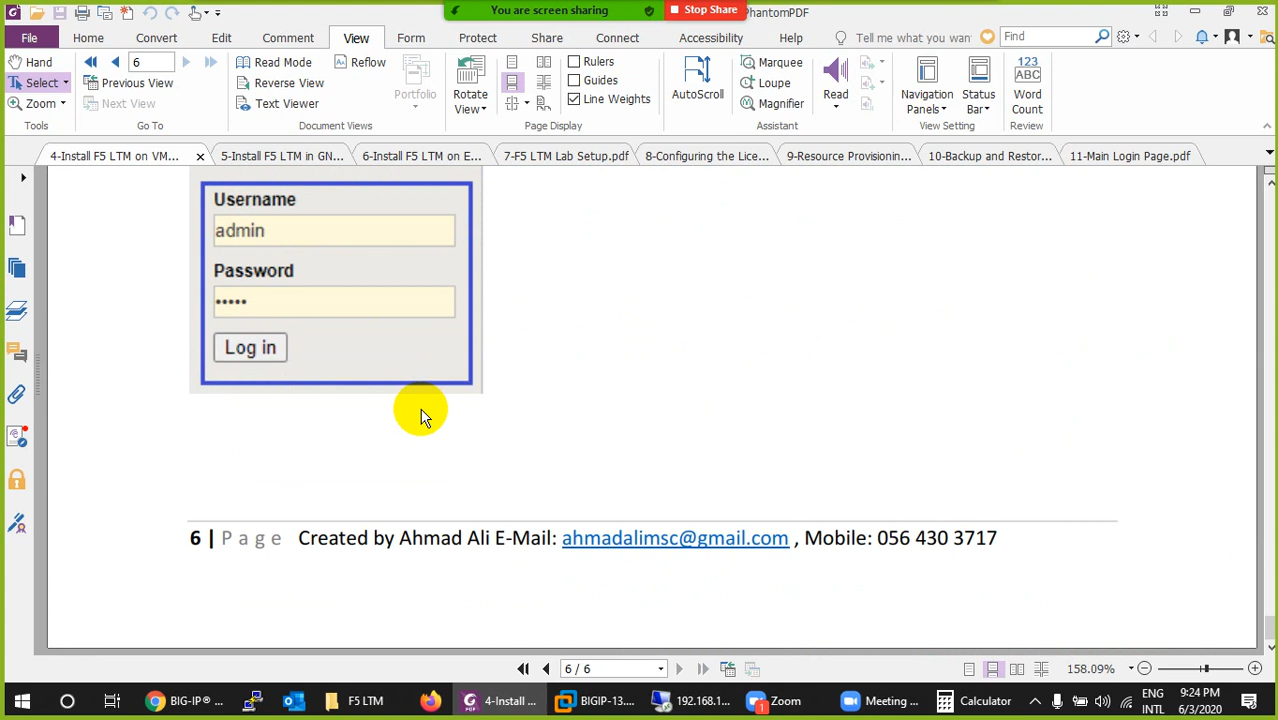 You are screen sharing
Stop Share
PhantomPDF
File
Home
Convert
Edit
Comment
View
Form
Protect
Share
Connect
Accessibility
Help
Tell me what you wan
Find
Hand
Select
Zoom
Tools
6
Previous View
Next View
Go To
Read Mode
Reverse View
Text Viewer
Document Views
Reflow
Portfolio
Rotate
View
Page Display
Rulers
Guides
Line Weights
AutoScroll
Marquee
Loupe
Magnifier
Assistant
Read
Navigation
Panels
Status
Bar
View Setting
123
ABC
Word
Count
Review
4-Install F5 LTM on VM...
5-Install F5 LTM in GN...
6-Install F5 LTM on E...
7-F5 LTM Lab Setup.pdf
8-Configuring the Lice...
9-Resource Provisionin...
10-Backup and Restor...
11-Main Login Page.pdf
Username
admin
Password
•••••
Log in
6 | P a g e Created by Ahmad Ali E-Mail: ahmadalimsc@gmail.com , Mobile: 056 430 3717
6 / 6
158.09%
BIG-IP® ...
F5 LTM
4-Install ...
BIGIP-13....
192.168.1...
Zoom
1
Meeting ...
Calculator
ENG
INTL
9:24 PM
6/3/2020